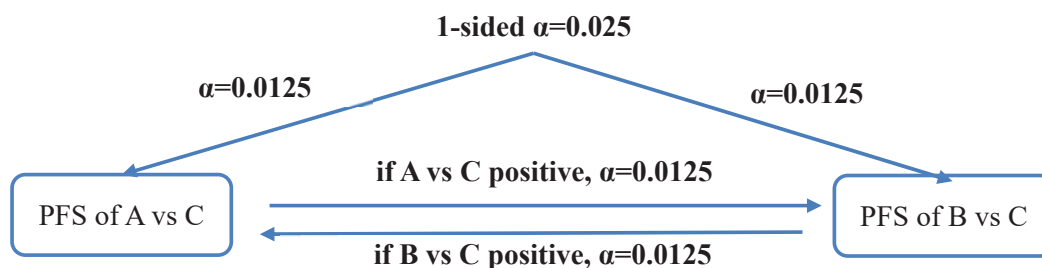 1-sided α=0.025
α=0.0125
α=0.0125
if A vs C positive, α=0.0125
PFS of A vs C
PFS of B vs C
if B vs C positive, α=0.0125